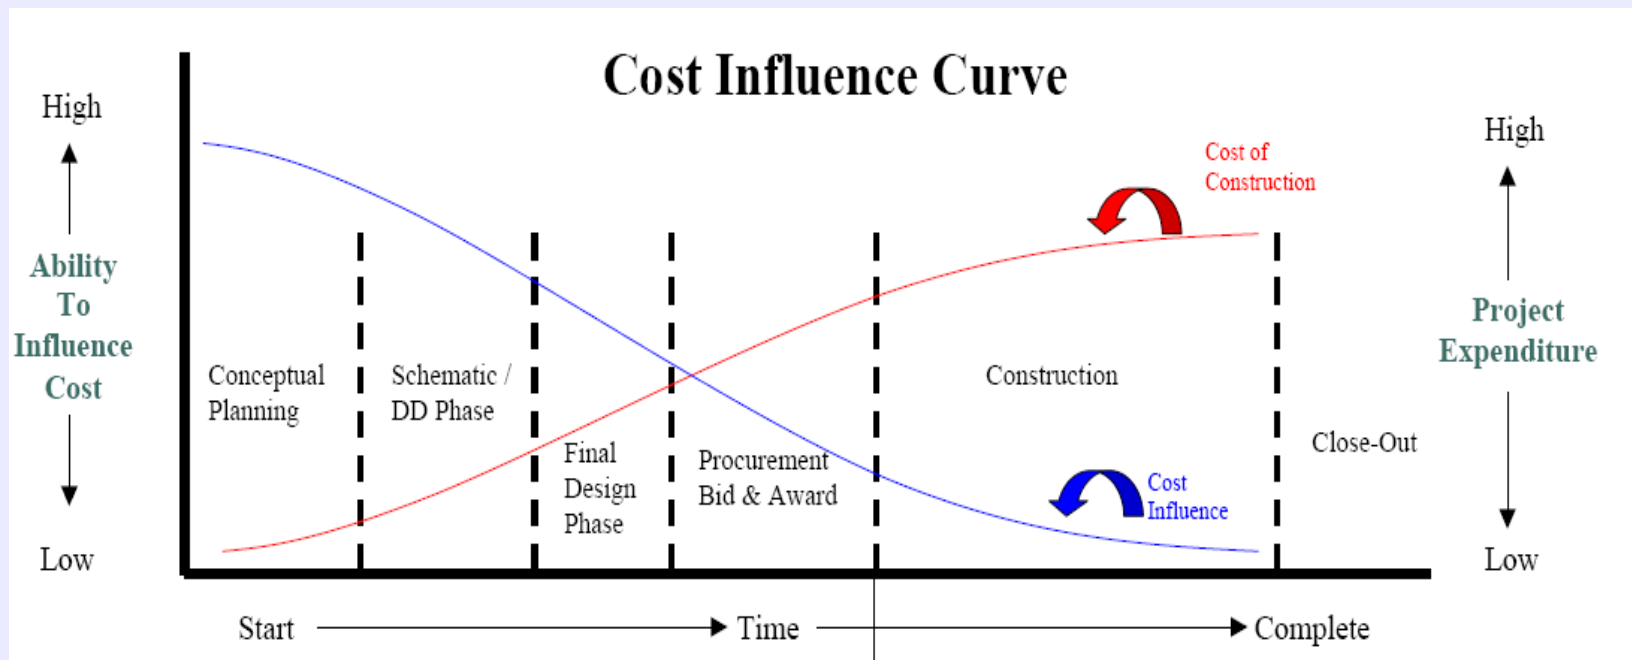 Cost Influence Curve
High
Ability
To
Influence
Cost
Low
Conceptual
Planning
Schematic /
DD Phase
Final
Design
Phase
Procurement
Bid & Award
Construction
Close-Out
Cost of
Construction
Cost
Influence
High
Project
Expenditure
Low
Start
Time
Complete